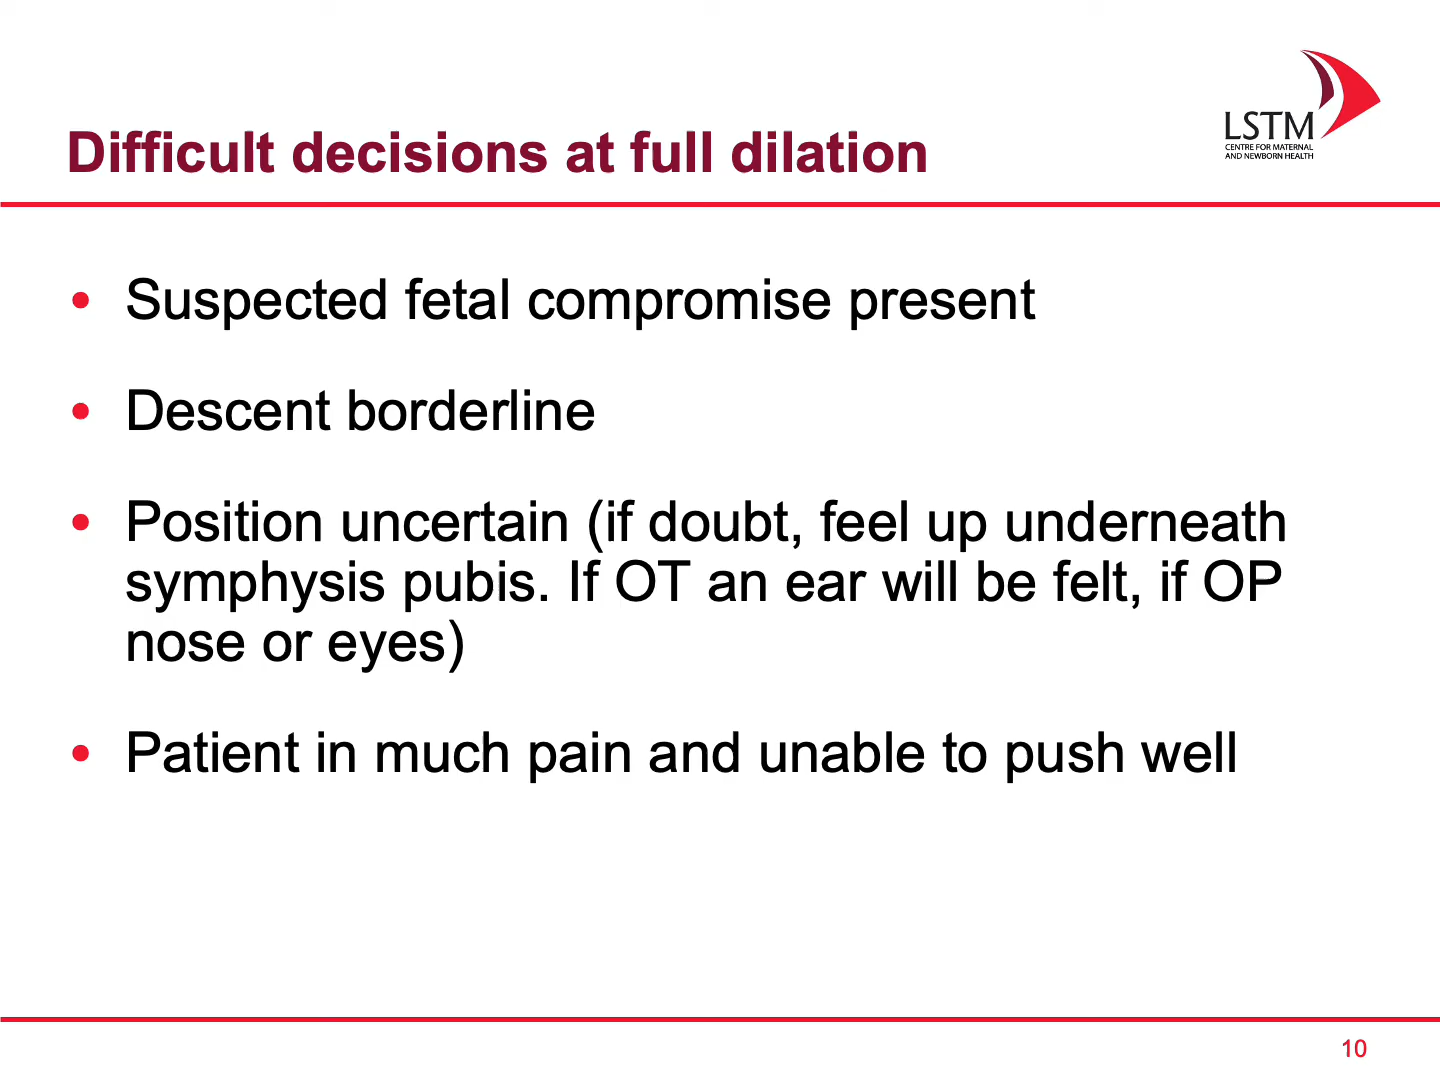 LSTM
CENTRE FOR MATERNAL
AND NEWBORN HEALTH
Difficult decisions at full dilation
• Suspected fetal compromise present
• Descent borderline
• Position uncertain (if doubt, feel up underneath
symphysis pubis. If OT an ear will be felt, if OP
nose or eyes)
• Patient in much pain and unable to push well
10